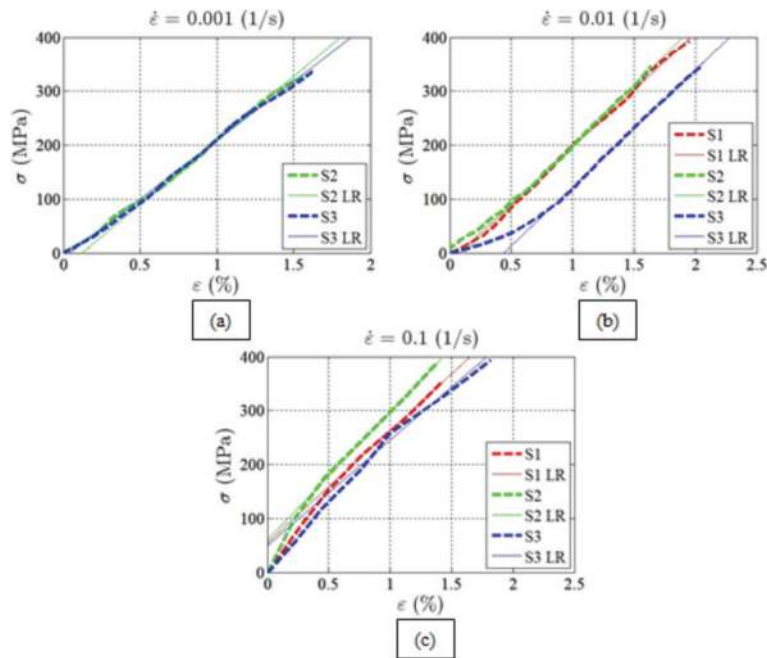 ε̇ = 0.001 (1/s)
σ (MPa)
400
300
200
100
0
0
0.5
1
1.5
2
ε (%)
S2
S2 LR
S3
S3 LR
(a)
ε̇ = 0.01 (1/s)
σ (MPa)
400
300
200
100
0
0
0.5
1
1.5
2
2.5
ε (%)
S1
S1 LR
S2
S2 LR
S3
S3 LR
(b)
ε̇ = 0.1 (1/s)
σ (MPa)
400
300
200
100
0
0
0.5
1
1.5
2
2.5
ε (%)
S1
S1 LR
S2
S2 LR
S3
S3 LR
(c)